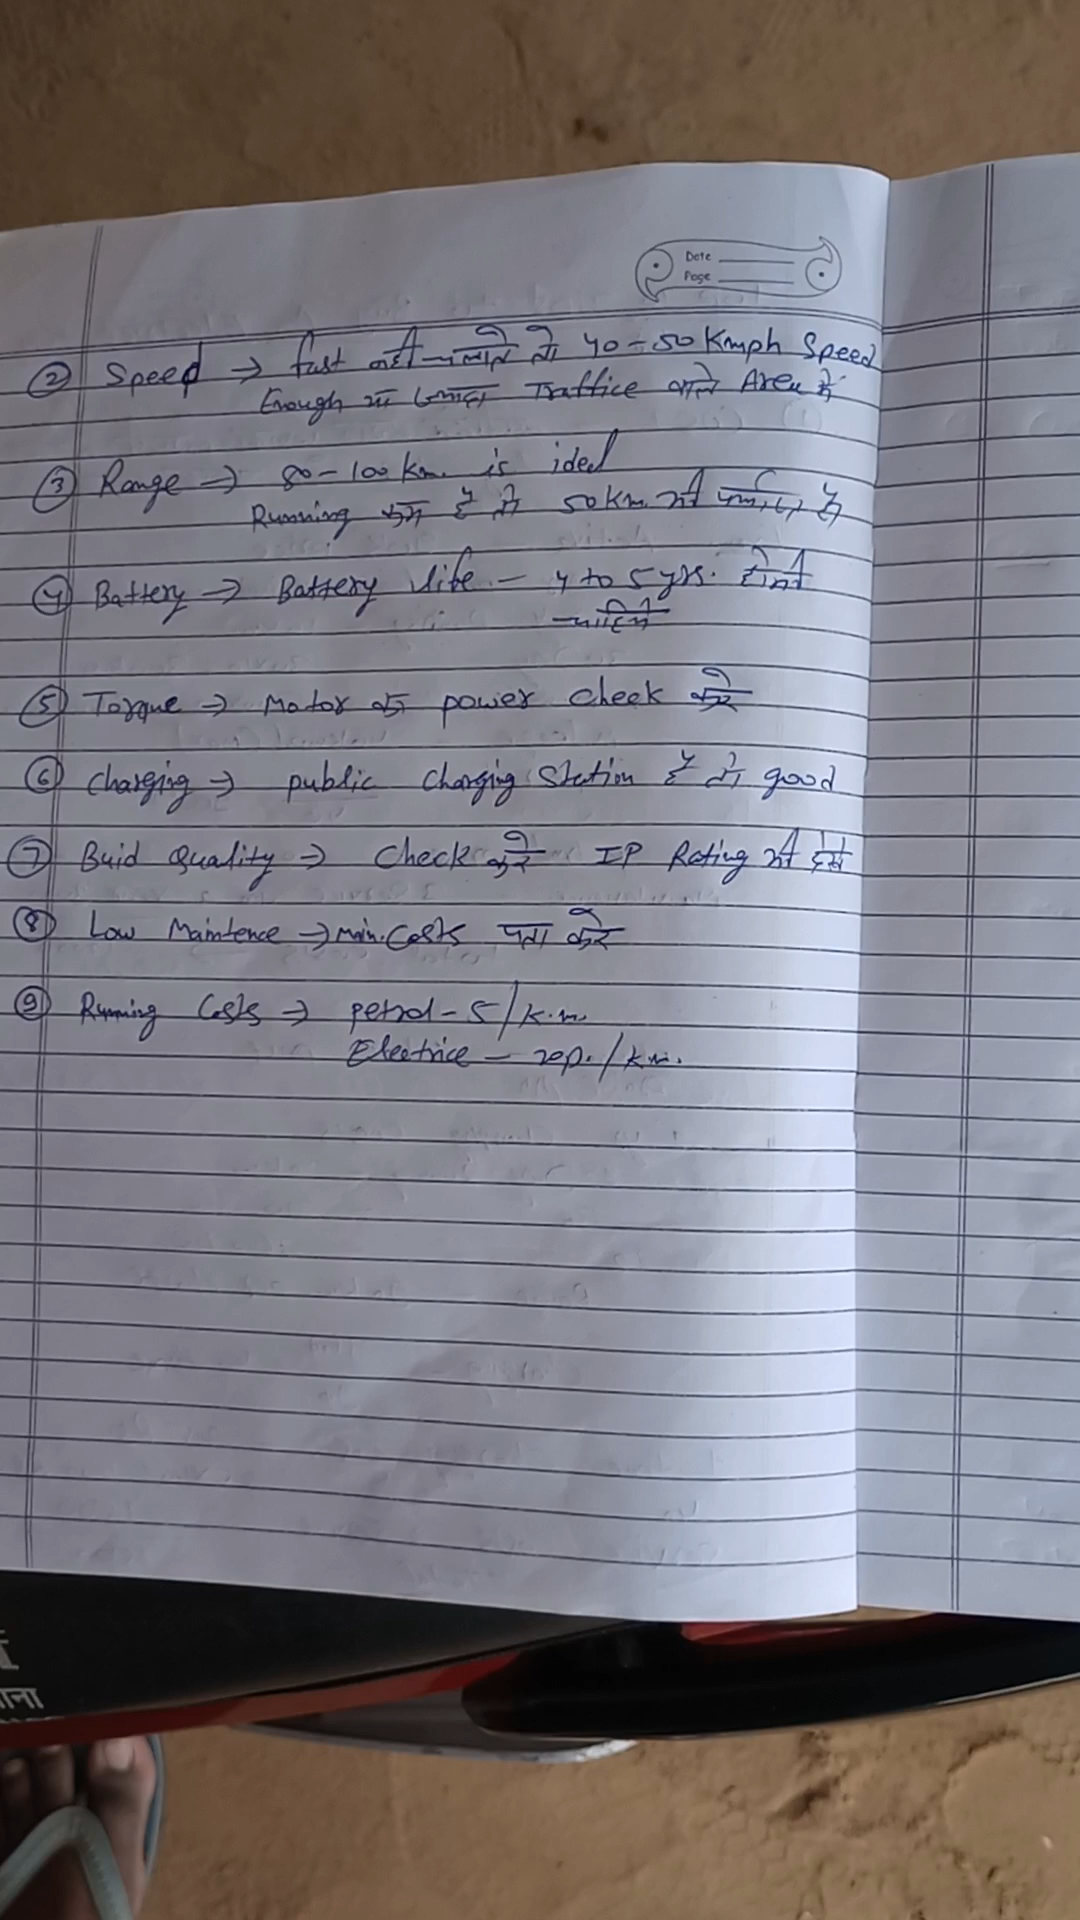 Date
Page
② Speed → fast नहीं चलाने तो 40-50 Kmph Speed
Enough या ज्यादा Traffice वाले Area में
③ Range → 80-100 Km. is ideal
Running कम है तो 50 Km. भी पर्याप्त है
④ Battery → Battery life - 4 to 5 yrs. होनी
चाहिये
⑤ Torque → Motor का power check करें
⑥ Charging → public Charging Station है तो good
⑦ Buid Quality → Check करें IP Rating भी देखें
⑧ Low Maintence → Main. Costs पता करें
⑨ Running Costs → petrol - 5/K.m.
Electrice - 20p./km.